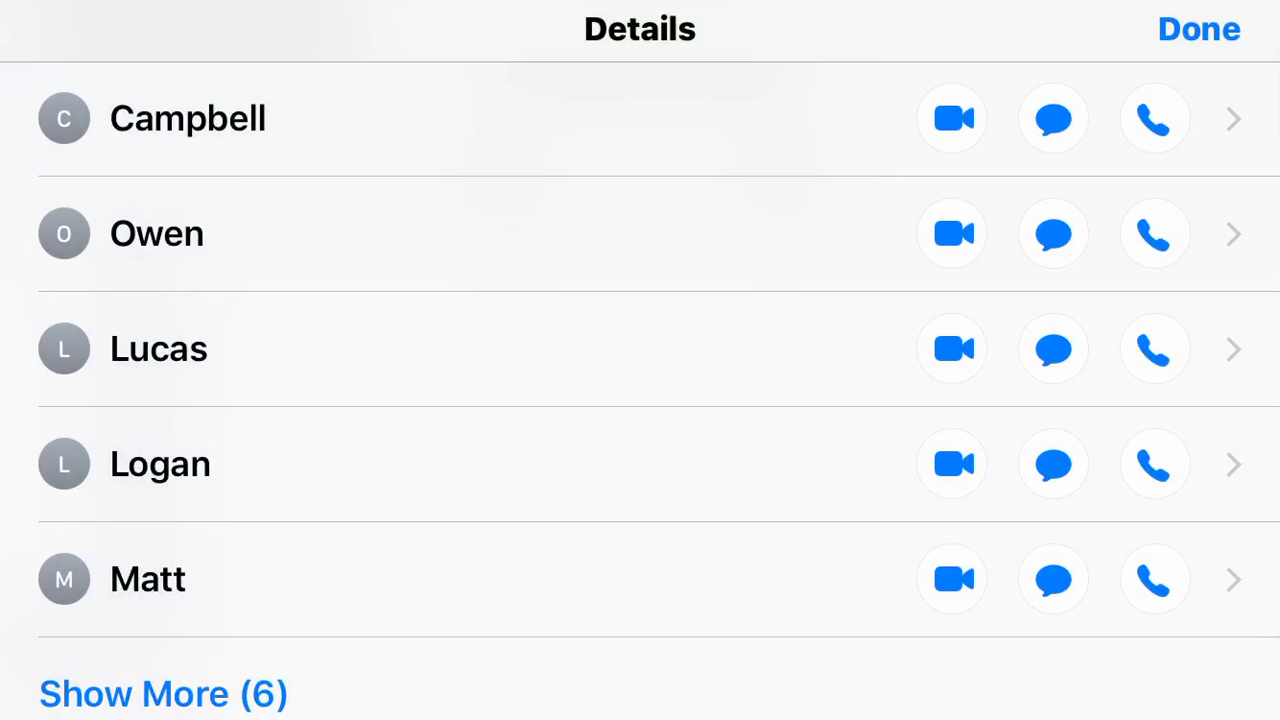 Details
Done
C Campbell
O Owen
L Lucas
L Logan
M Matt
Show More (6)